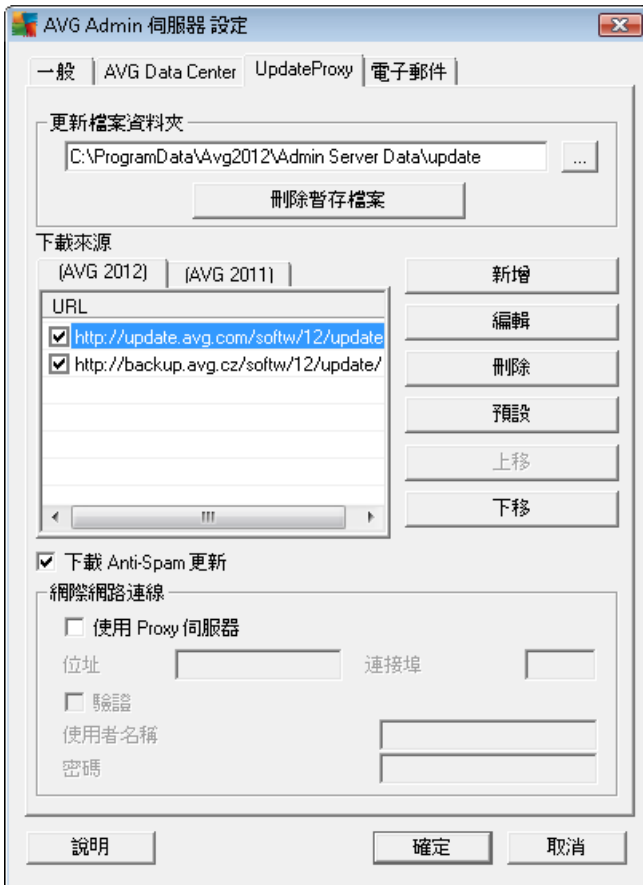 AVG Admin 伺服器 設定
一般 AVG Data Center UpdateProxy 電子郵件
更新檔案資料夾
C:\ProgramData\Avg2012\Admin Server Data\update ...
刪除暫存檔案
下載來源
(AVG 2012) (AVG 2011)
新增
URL
編輯
http://update.avg.com/softw/12/update
http://backup.avg.cz/softw/12/update/
刪除
預設
上移
下移
下載 Anti-Spam 更新
網際網路連線
使用 Proxy 伺服器
位址 連接埠
驗證
使用者名稱
密碼
說明 確定 取消